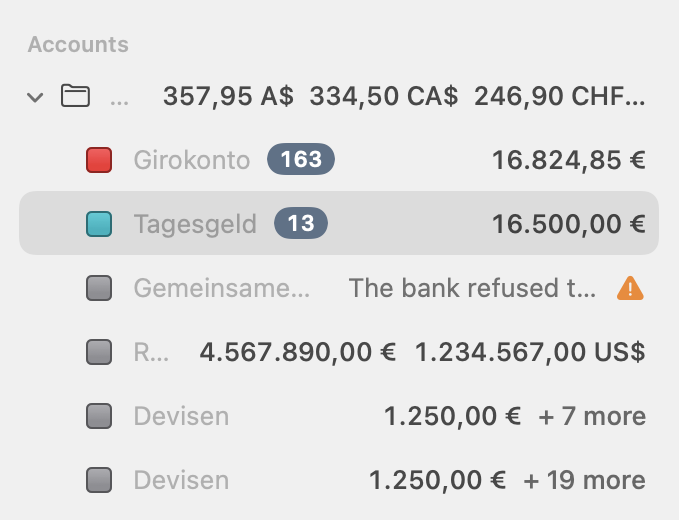 Accounts
... 357,95 A$ 334,50 CA$ 246,90 CHF...
Girokonto 163 16.824,85 €
Tagesgeld 13 16.500,00 €
Gemeinsame... The bank refused t...
R... 4.567.890,00 € 1.234.567,00 US$
Devisen 1.250,00 € + 7 more
Devisen 1.250,00 € + 19 more